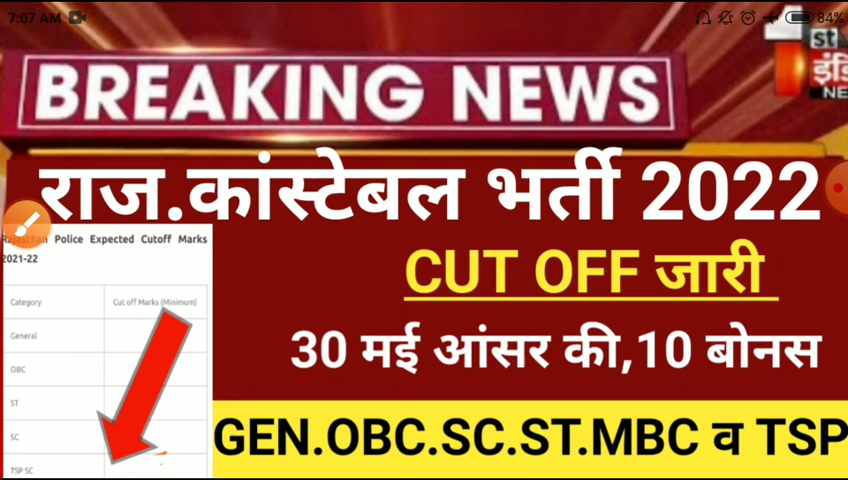 7:07 AM
84%
st
इंडि
NE
BREAKING NEWS
राज.कांस्टेबल भर्ती 2022
Rajasthan Police Expected Cutoff Marks
2021-22
CUT OFF जारी
Category Cut off Marks (Minimum)
General
OBC
ST
SC
TSP SC
30 मई आंसर की,10 बोनस
GEN.OBC.SC.ST.MBC व TSP